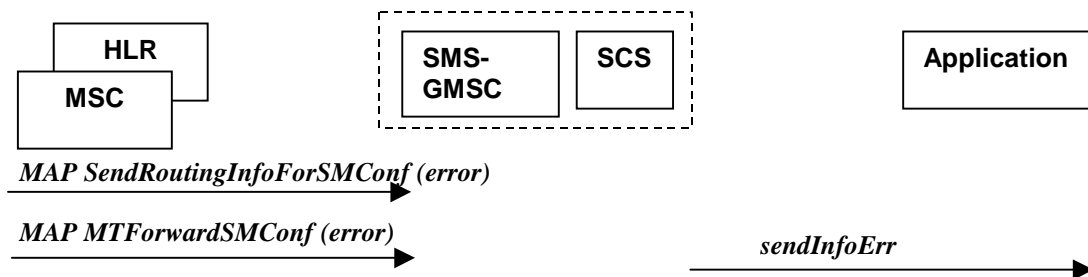 HLR
MSC
SMS-
GMSC
SCS
Application
MAP SendRoutingInfoForSMConf (error)
MAP MTForwardSMConf (error)
sendInfoErr